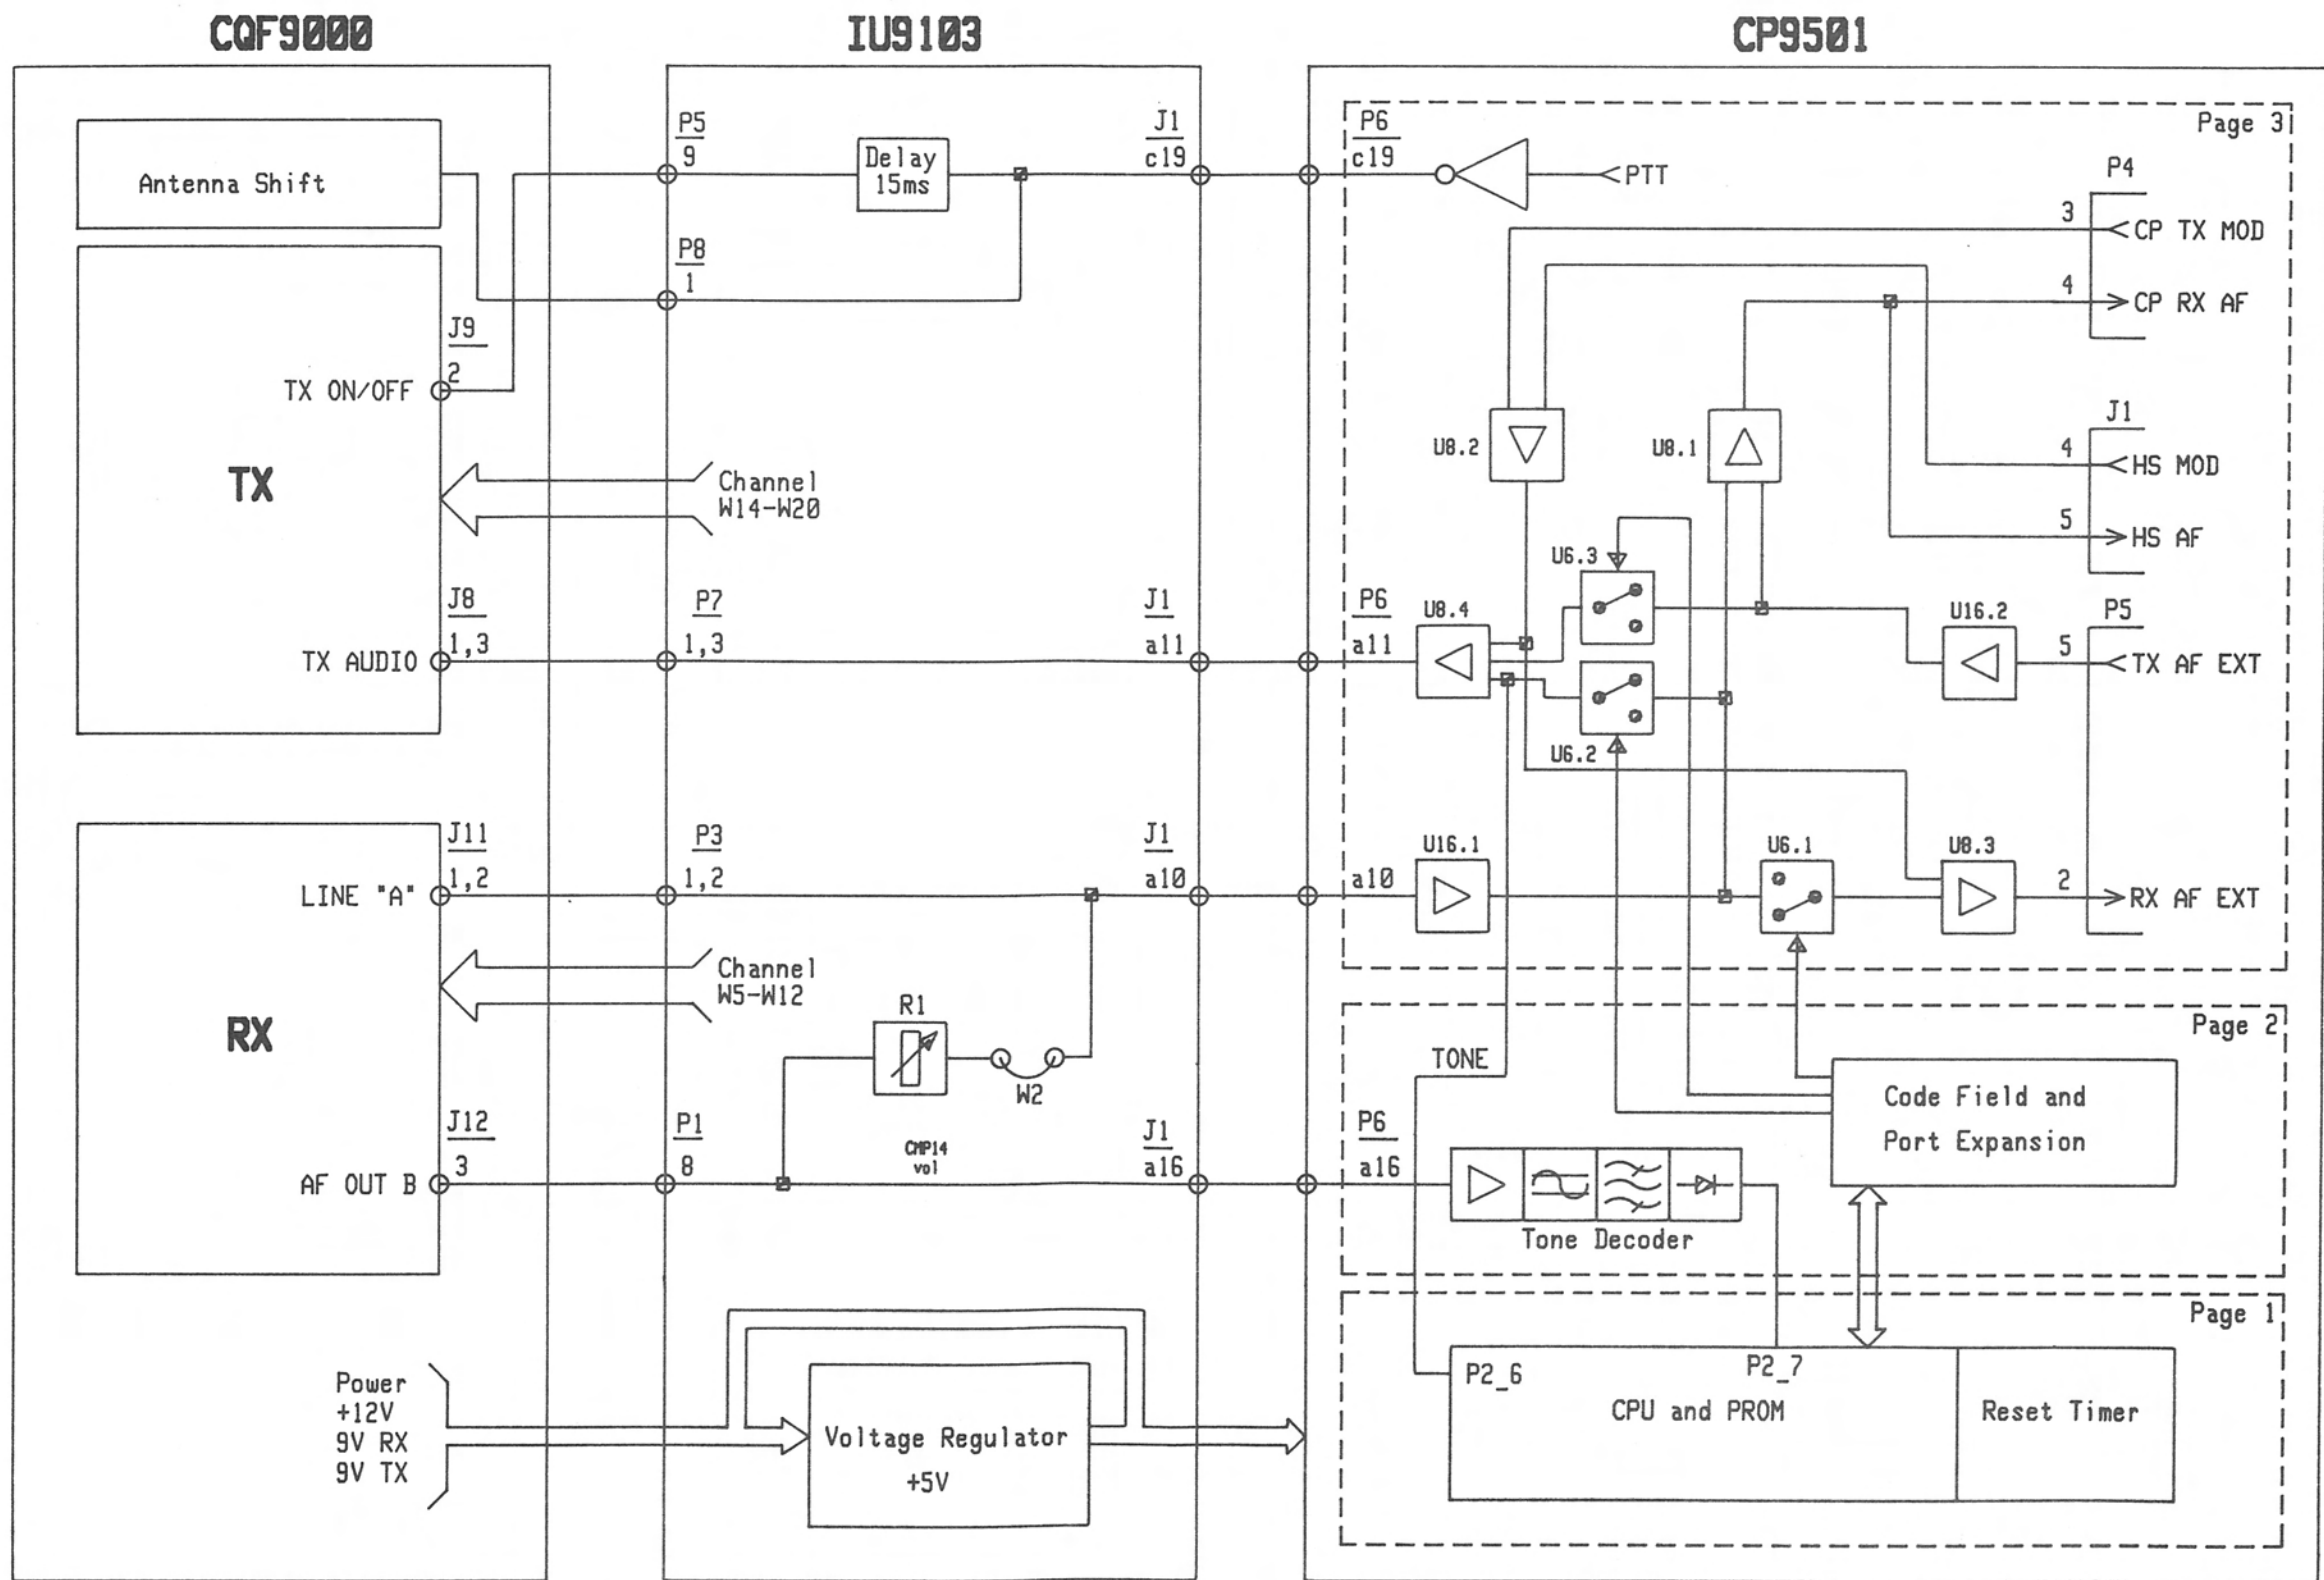 CQF9000
IU9103
CP9501
Antenna Shift
J9
2
TX ON/OFF
TX
Channel
W14-W20
J8
1,3
TX AUDIO
J11
1,2
LINE "A"
Channel
W5-W12
RX
J12
3
AF OUT B
Power
+12V
9V RX
9V TX
P5
9
Delay
15ms
J1
c19
P8
1
P7
1,3
J1
a11
P3
1,2
J1
a10
R1
W2
P1
8
CMP14
vol
J1
a16
Voltage Regulator
+5V
Page 3
P6
c19
PTT
P4
3
CP TX MOD
4
CP RX AF
U8.2
U8.1
J1
4
HS MOD
5
HS AF
U6.3
P6
a11
U8.4
U16.2
P5
5
TX AF EXT
U6.2
a10
U16.1
U6.1
U8.3
2
RX AF EXT
Page 2
TONE
Code Field and
Port Expansion
P6
a16
Tone Decoder
Page 1
P2_6
P2_7
CPU and PROM
Reset Timer